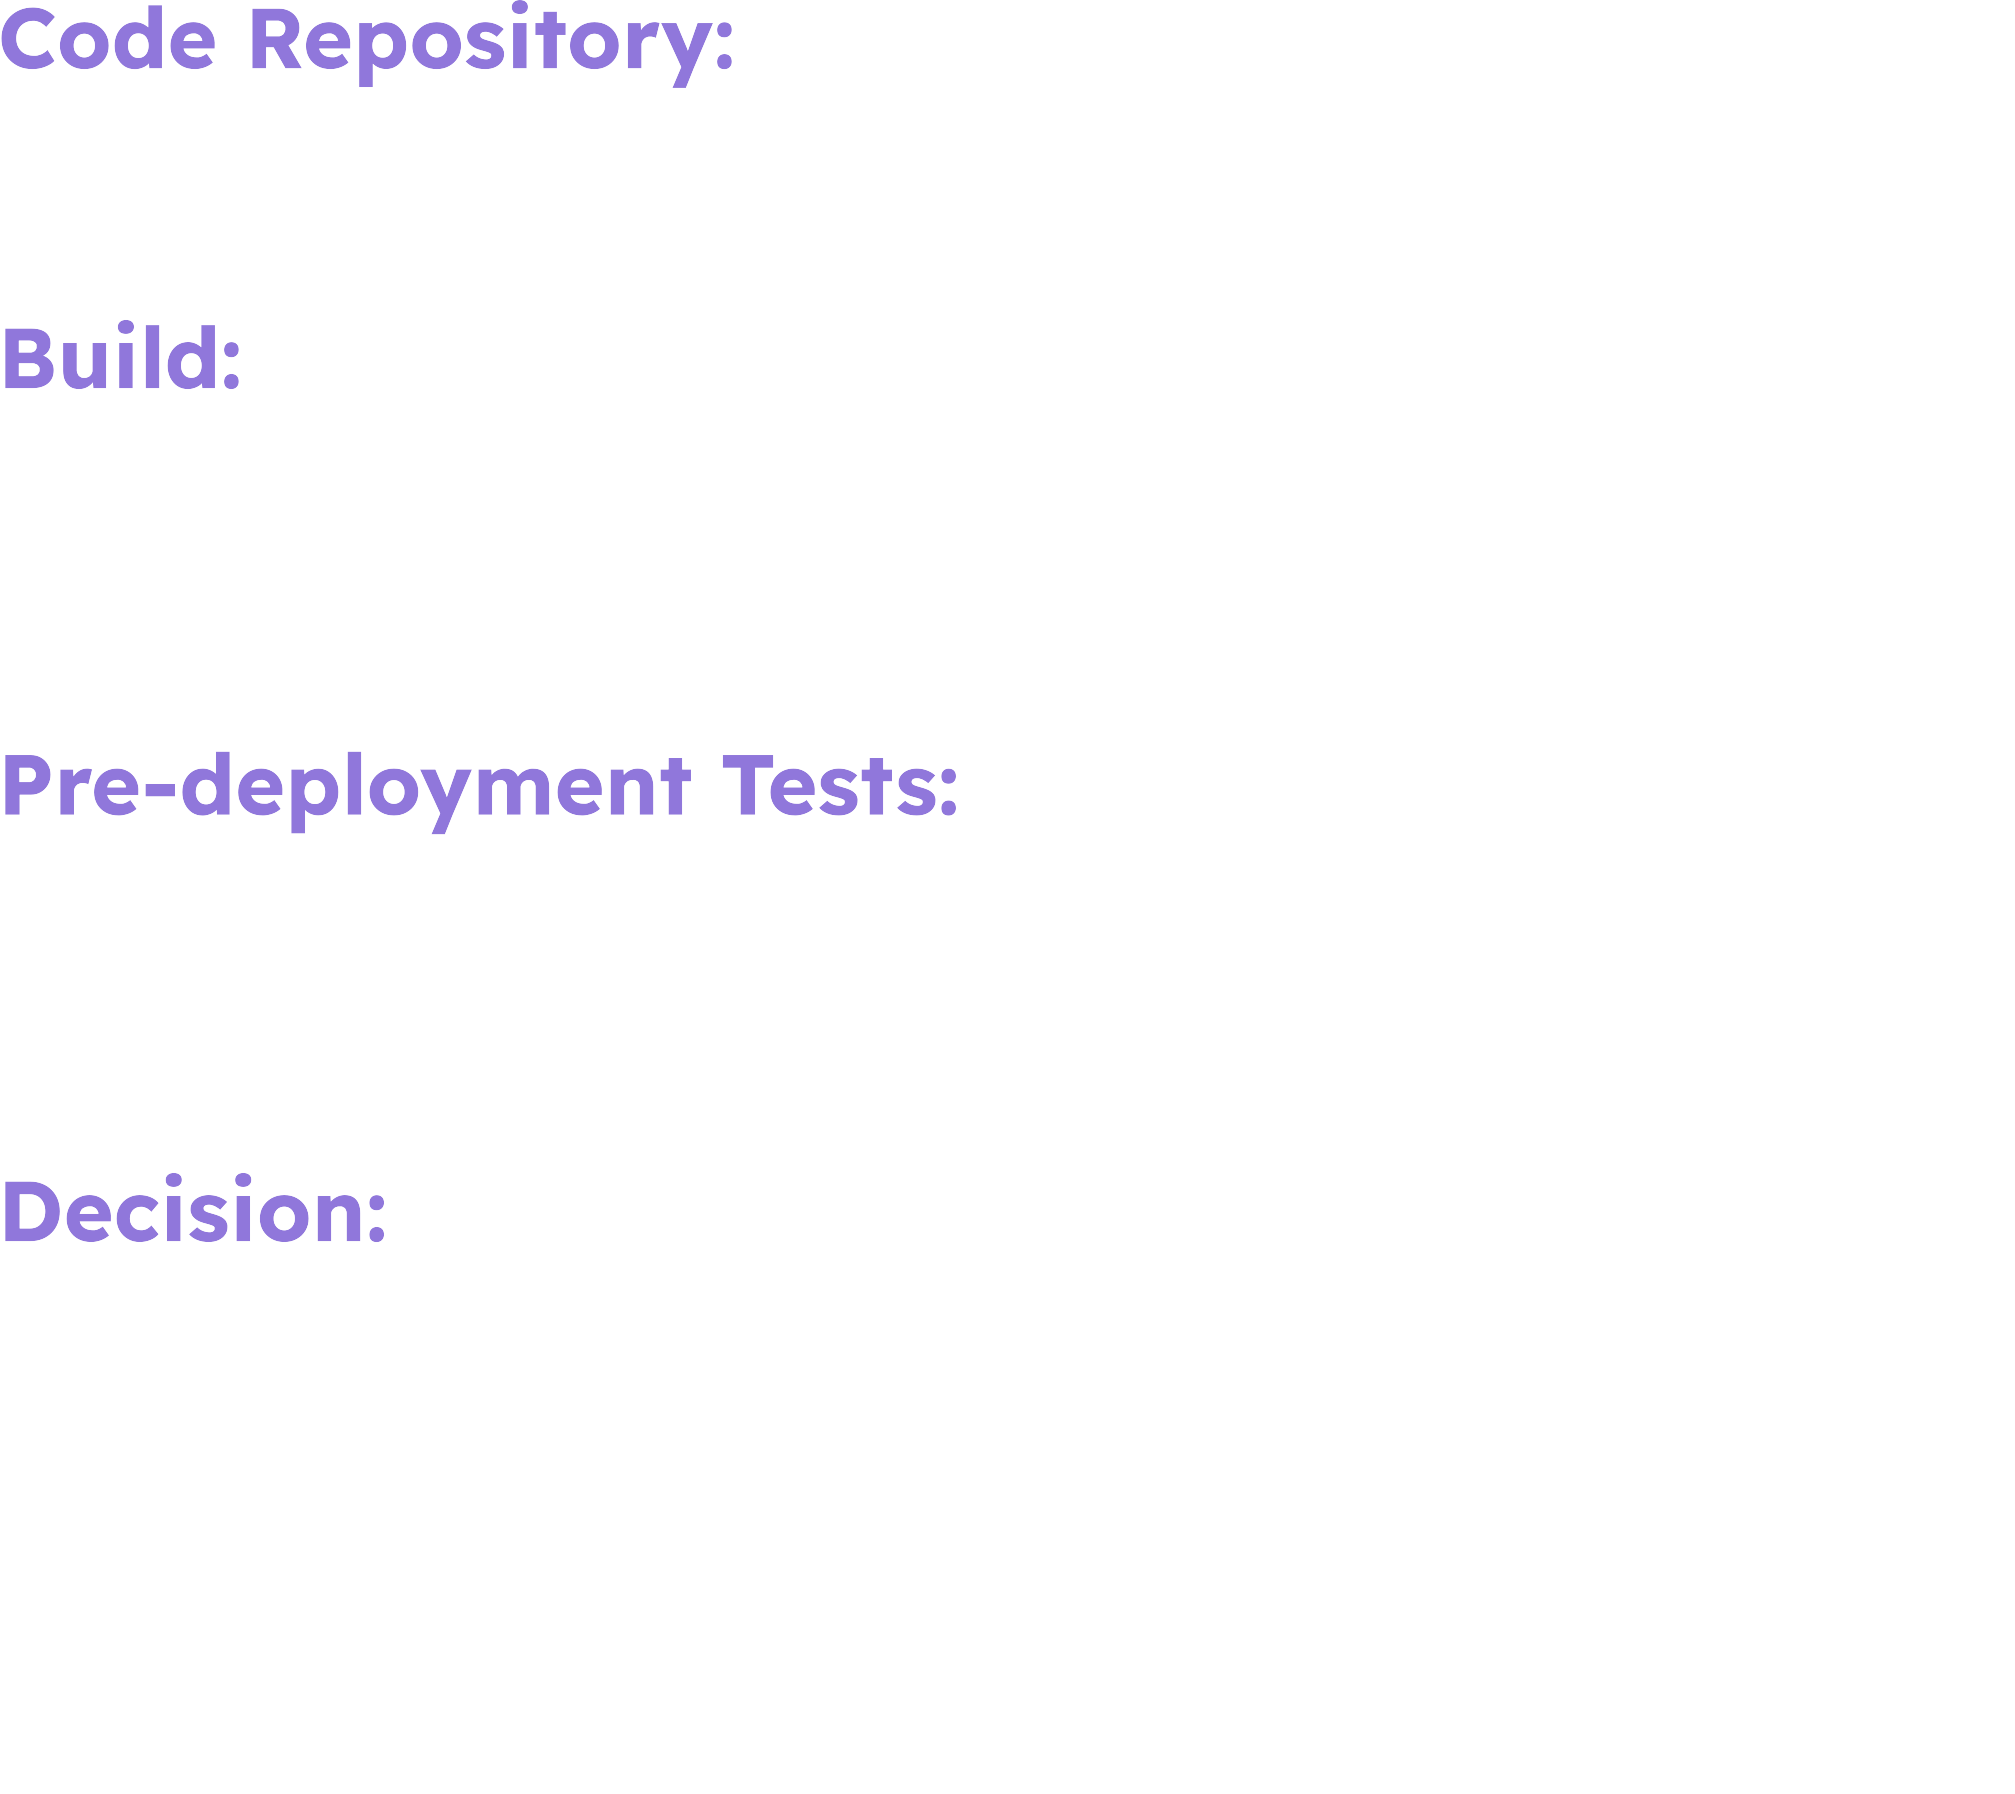 Code Repository:
Build:
Pre-deployment Tests:
Decision: